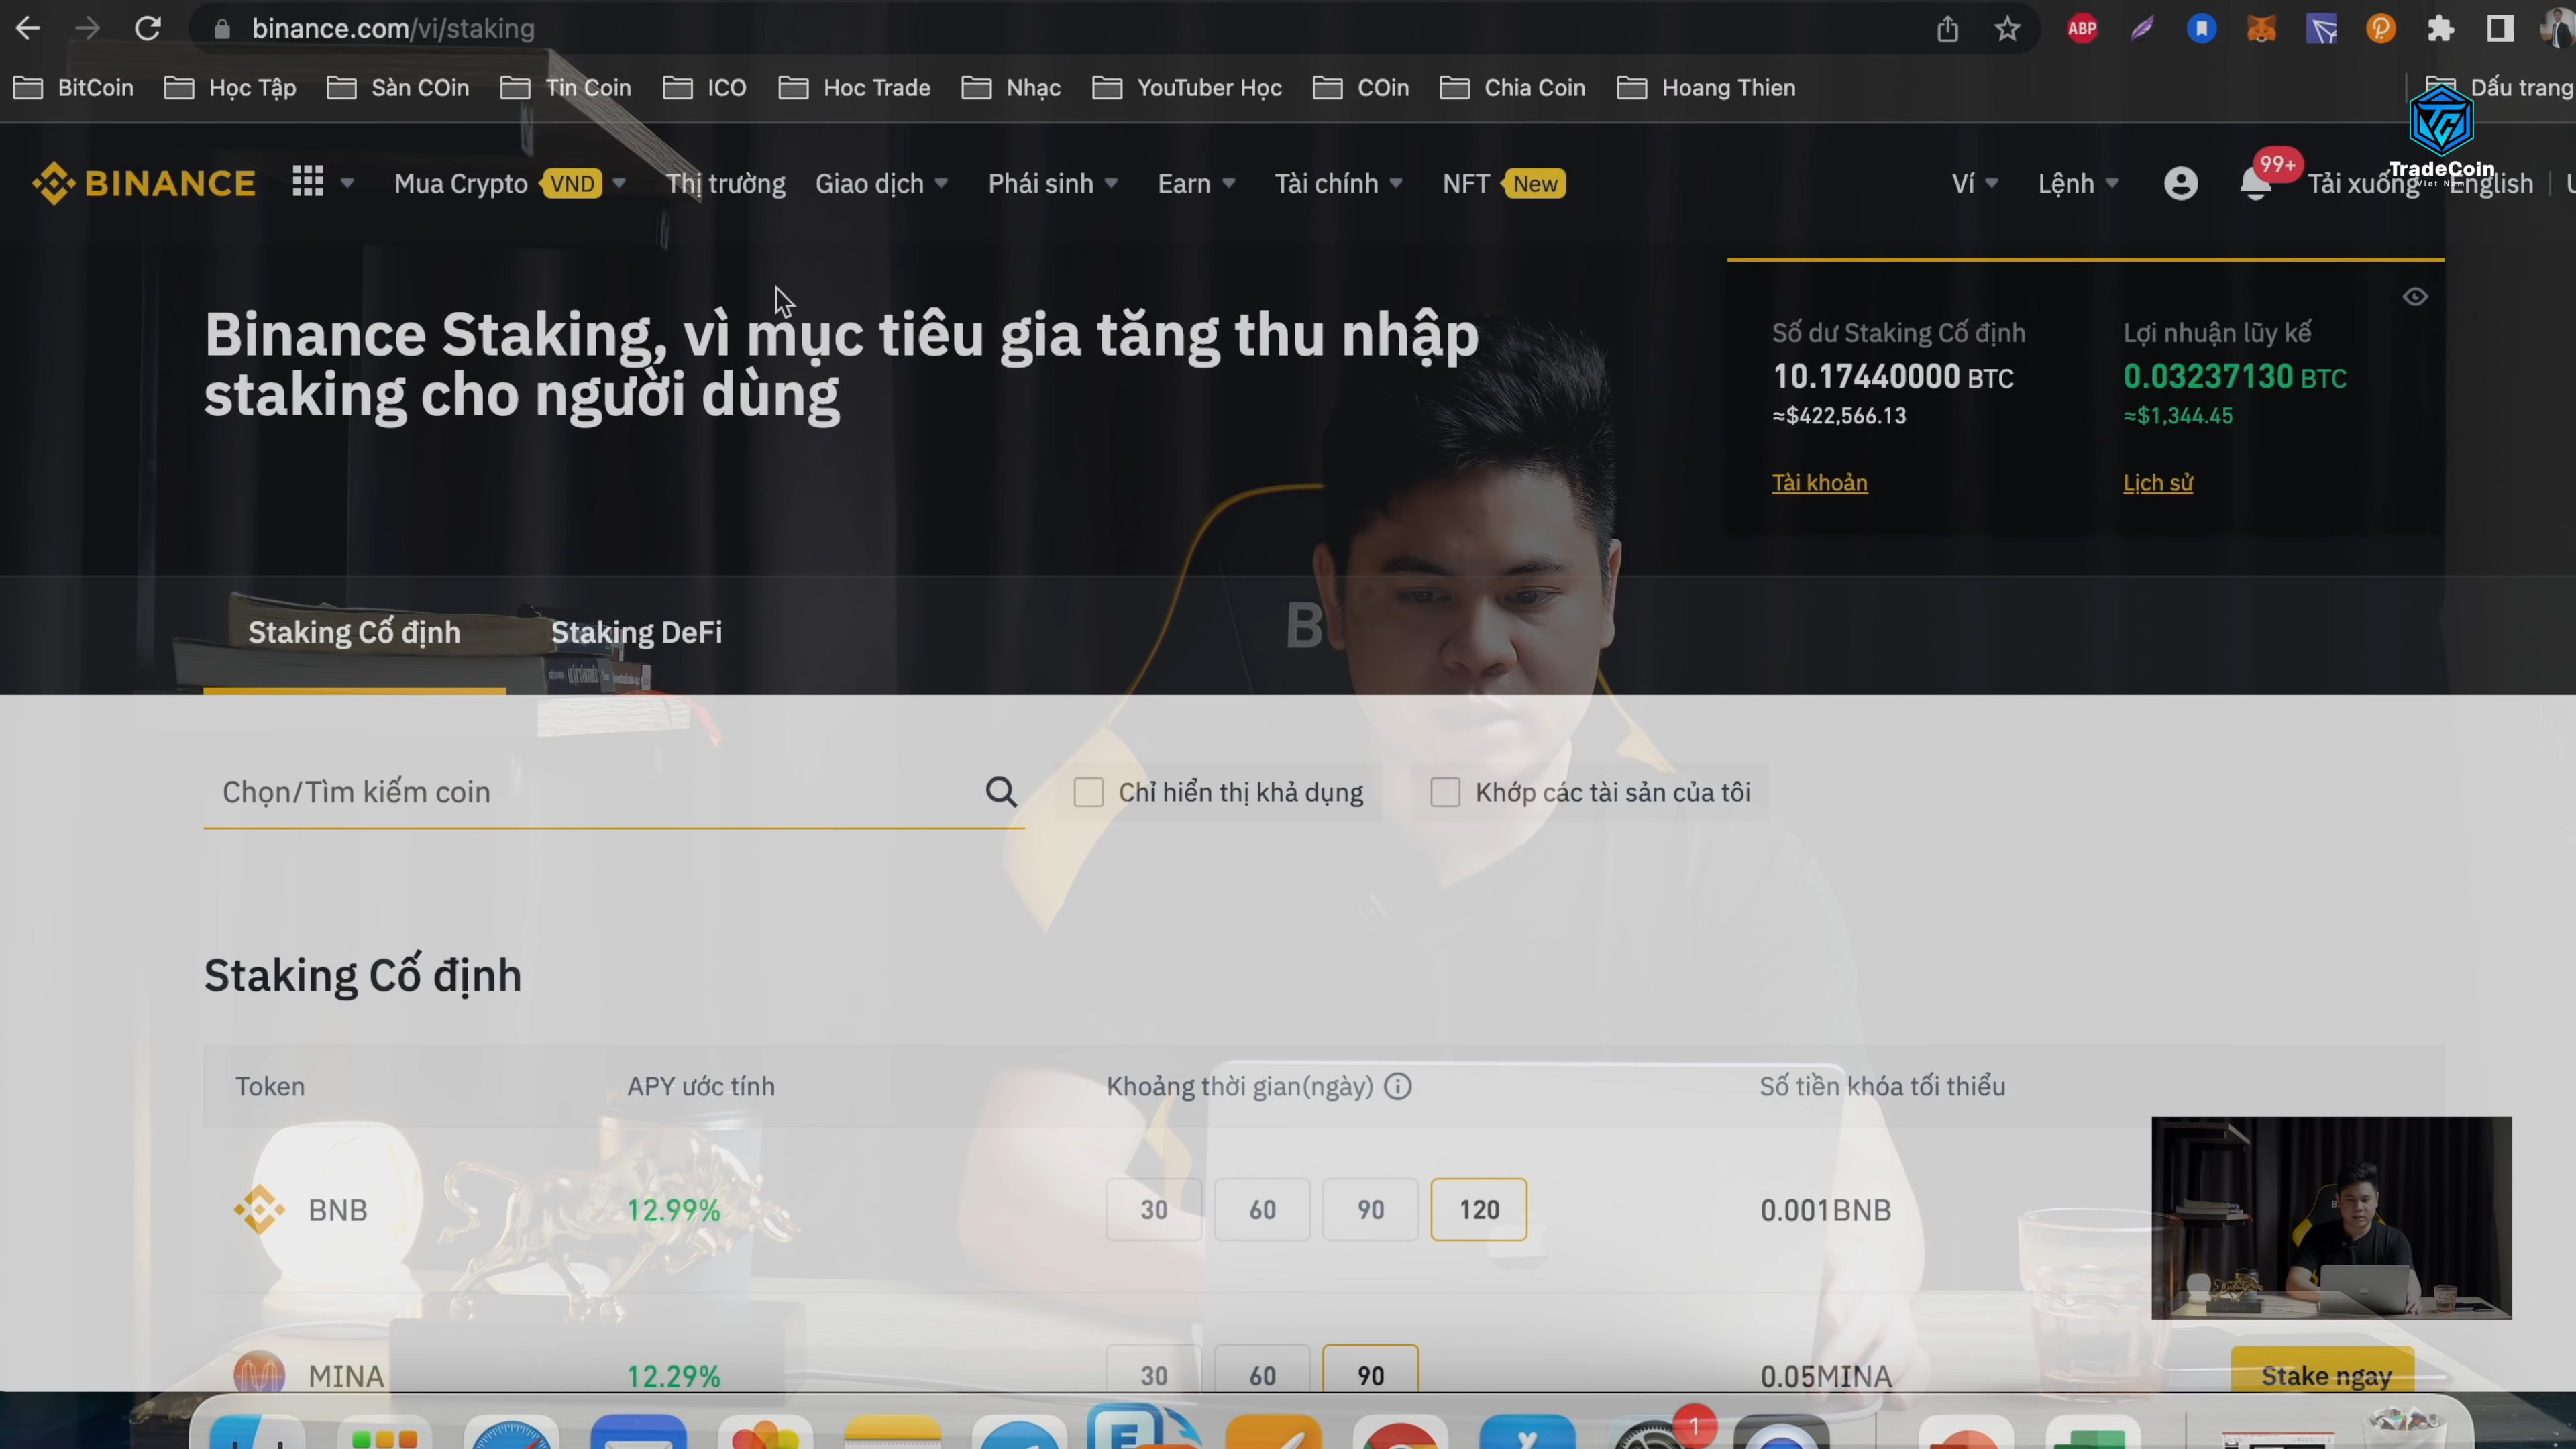 binance.com/vi/staking
ABP
BitCoin
Học Tập
Sàn COin
Tin Coin
ICO
Hoc Trade
Nhạc
YouTuber Học
COin
Chia Coin
Hoang Thien
Dấu trang
TradeCoin
Viet Nam
BINANCE
Mua Crypto
VND
Thị trường
Giao dịch
Phái sinh
Earn
Tài chính
NFT
New
Ví
Lệnh
99+
Tải xuống
English
Binance Staking, vì mục tiêu gia tăng thu nhập
staking cho người dùng
Số dư Staking Cố định
10.17440000 BTC
≈$422,566.13
Tài khoản
Lợi nhuận lũy kế
0.03237130 BTC
≈$1,344.45
Lịch sử
Staking Cố định
Staking DeFi
Chọn/Tìm kiếm coin
Chỉ hiển thị khả dụng
Khớp các tài sản của tôi
Staking Cố định
Token
APY ước tính
Khoảng thời gian(ngày)
Số tiền khóa tối thiểu
BNB
12.99%
30
60
90
120
0.001BNB
MINA
12.29%
30
60
90
0.05MINA
Stake ngay
1